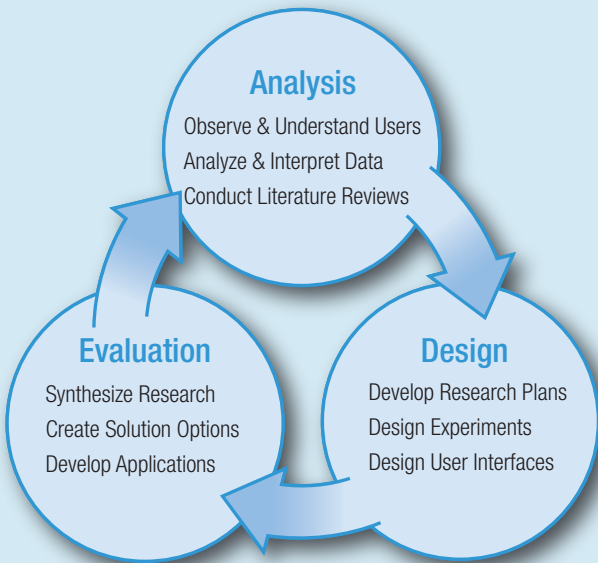 Analysis
Observe & Understand Users
Analyze & Interpret Data
Conduct Literature Reviews
Evaluation
Synthesize Research
Create Solution Options
Develop Applications
Design
Develop Research Plans
Design Experiments
Design User Interfaces